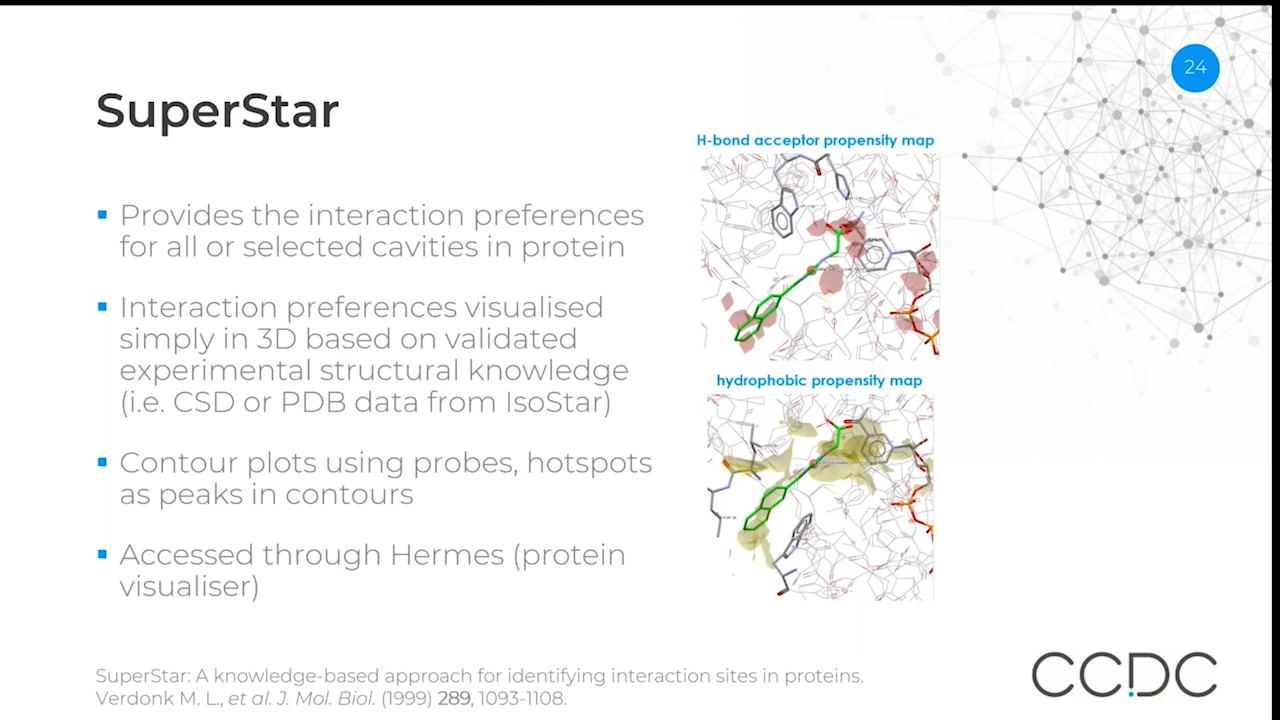 24
SuperStar
Provides the interaction preferences
for all or selected cavities in protein
Interaction preferences visualised
simply in 3D based on validated
experimental structural knowledge
(i.e. CSD or PDB data from IsoStar)
Contour plots using probes, hotspots
as peaks in contours
Accessed through Hermes (protein
visualiser)
H-bond acceptor propensity map
hydrophobic propensity map
SuperStar: A knowledge-based approach for identifying interaction sites in proteins.
Verdonk M. L., et al. J. Mol. Biol. (1999) 289, 1093-1108.
CCDC